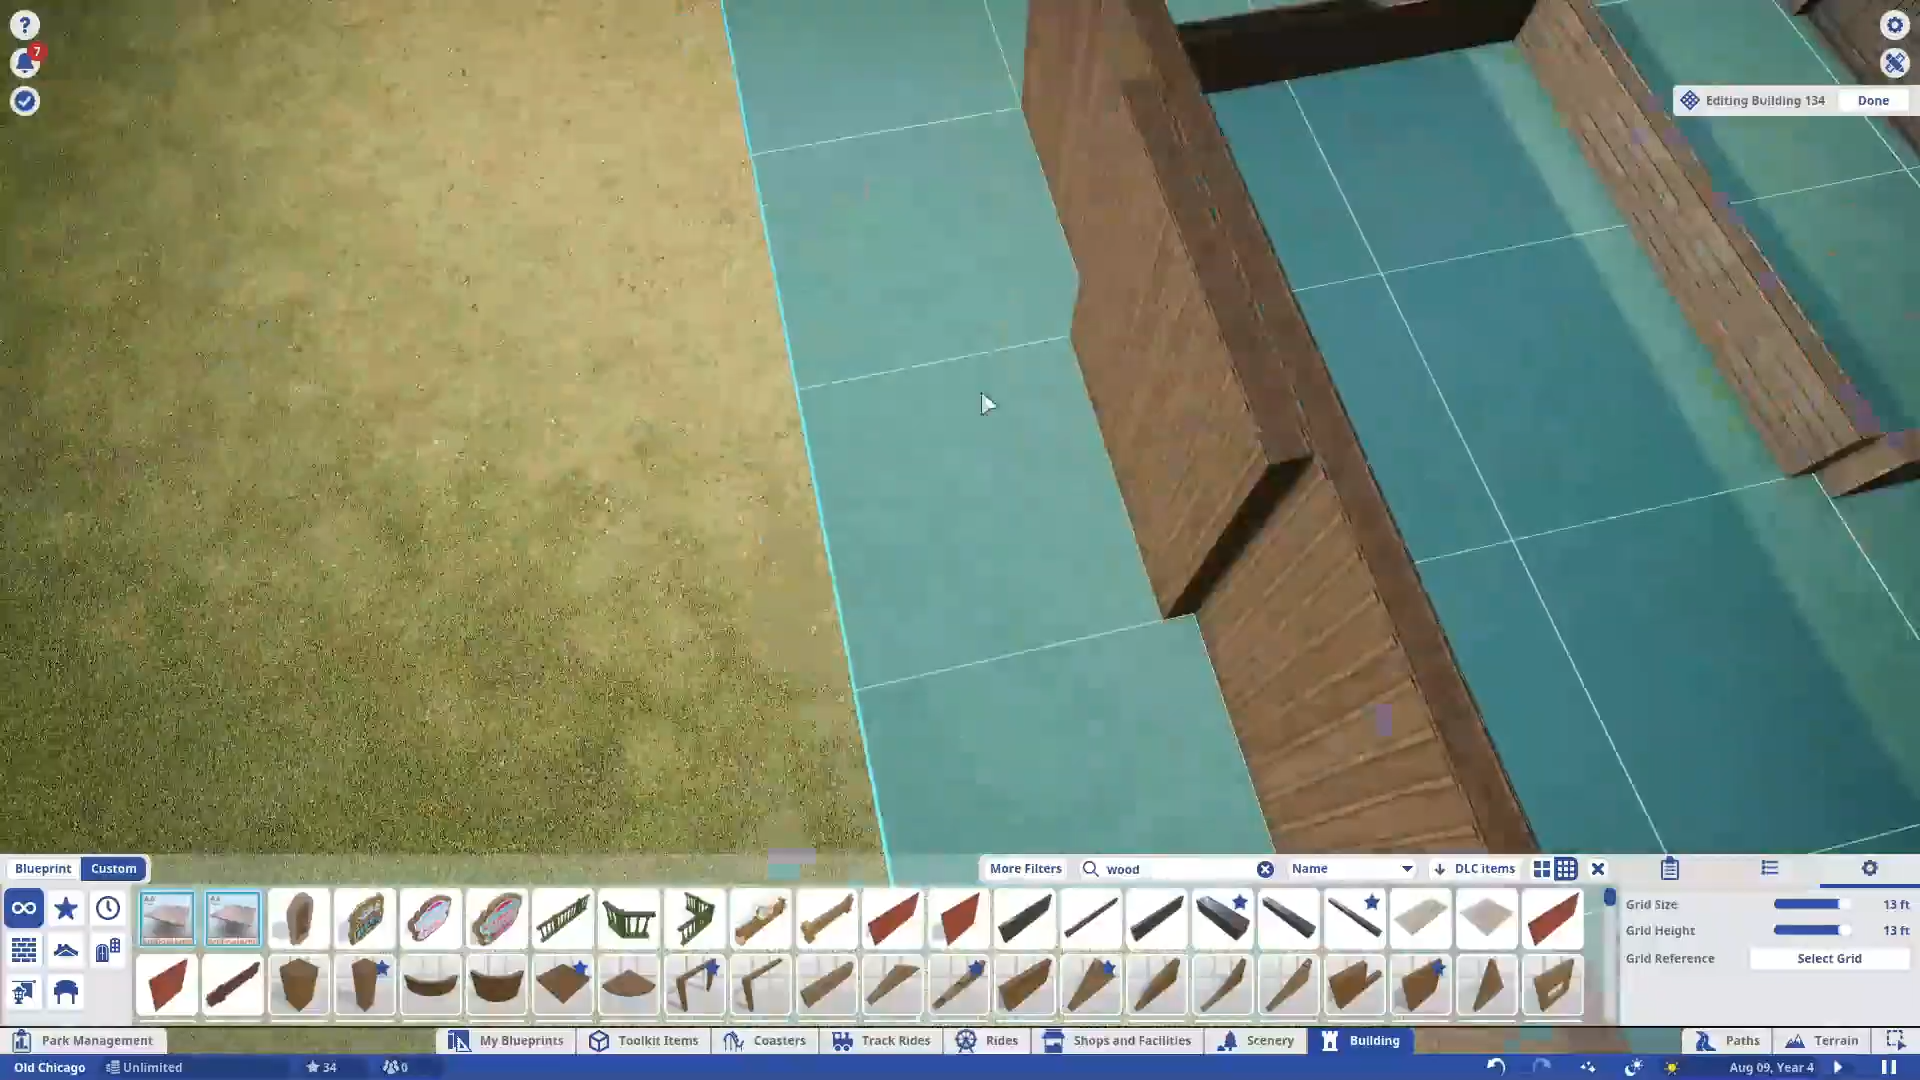 ?
7
Editing Building 134
Done
Blueprint
Custom
More Filters
wood
Name
DLC items
Grid Size
13 ft
Grid Height
13 ft
Grid Reference
Select Grid
Park Management
My Blueprints
Toolkit Items
Coasters
Track Rides
Rides
Shops and Facilities
Scenery
Building
Paths
Terrain
Old Chicago
Unlimited
34
0
Aug 09, Year 4